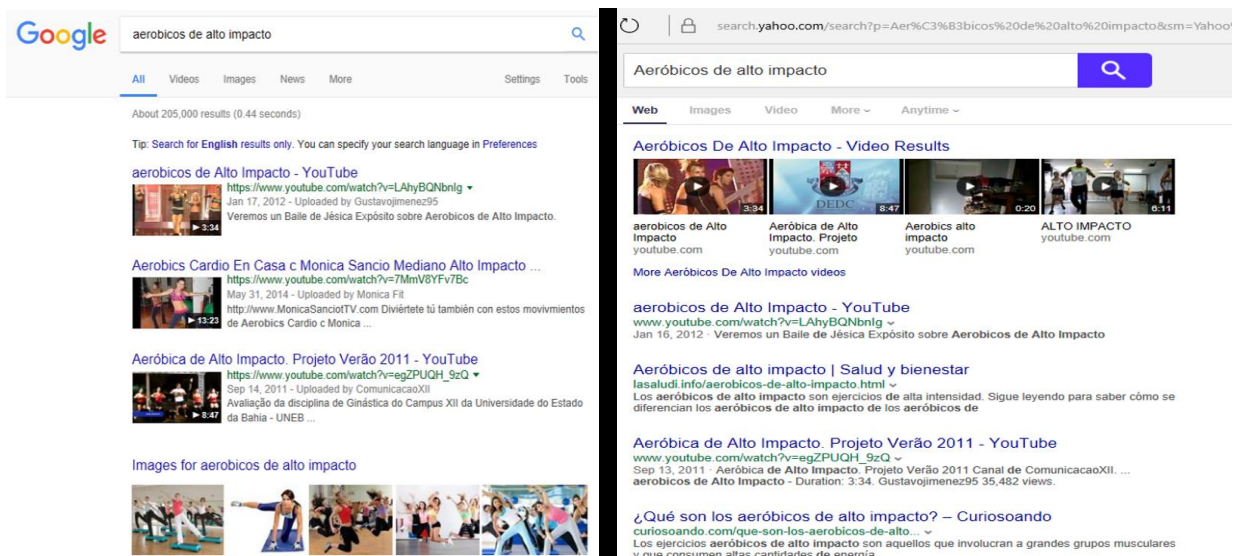 Google
aerobicos de alto impacto
All Videos Images News More Settings Tools
About 205,000 results (0.44 seconds)
Tip: Search for English results only. You can specify your search language in Preferences
aerobicos de Alto Impacto - YouTube
https://www.youtube.com/watch?v=LAhyBQNbnIg
Jan 17, 2012 - Uploaded by Gustavojimenez95
Veremos un Baile de Jésica Expósito sobre Aerobicos de Alto Impacto.
3:34
Aerobics Cardio En Casa c Monica Sancio Mediano Alto Impacto ...
https://www.youtube.com/watch?v=7MmV8YFv7Bc
May 31, 2014 - Uploaded by Monica Fit
http://www.MonicaSanciotTV.com Diviértete tú también con estos movivmientos
13:23
de Aerobics Cardio c Monica ...
Aeróbica de Alto Impacto. Projeto Verão 2011 - YouTube
https://www.youtube.com/watch?v=egZPUQH_9zQ
Sep 14, 2011 - Uploaded by ComunicacaoXII
Avaliação da disciplina de Ginástica do Campus XII da Universidade do Estado
8:47
da Bahia - UNEB ...
Images for aerobicos de alto impacto
search.yahoo.com/search?p=Aer%C3%B3bicos%20de%20alto%20impacto&sm=Yahoo
Aeróbicos de alto impacto
Web Images Video More Anytime
Aeróbicos De Alto Impacto - Video Results
3:34 DEDC 8:47 0:20 6:11
aerobicos de Alto Aeróbica de Alto Aerobics alto ALTO IMPACTO
Impacto Impacto. Projeto impacto youtube.com
youtube.com youtube.com youtube.com
More Aeróbicos De Alto Impacto videos
aerobicos de Alto Impacto - YouTube
www.youtube.com/watch?v=LAhyBQNbnIg
Jan 16, 2012 · Veremos un Baile de Jésica Expósito sobre Aerobicos de Alto Impacto
Aeróbicos de alto impacto | Salud y bienestar
lasaludi.info/aerobicos-de-alto-impacto.html
Los aeróbicos de alto impacto son ejercicios de alta intensidad. Sigue leyendo para saber cómo se
diferencian los aeróbicos de alto impacto de los aeróbicos de
Aeróbica de Alto Impacto. Projeto Verão 2011 - YouTube
www.youtube.com/watch?v=egZPUQH_9zQ
Sep 13, 2011 · Aeróbica de Alto Impacto. Projeto Verão 2011 Canal de ComunicacaoXII. ...
aerobicos de Alto Impacto - Duration: 3:34. Gustavojimenez95 35,482 views.
¿Qué son los aeróbicos de alto impacto? – Curiosoando
curiosoando.com/que-son-los-aerobicos-de-alto...
Los ejercicios aeróbicos de alto impacto son aquellos que involucran a grandes grupos musculares
y que consumen altas cantidades de energía